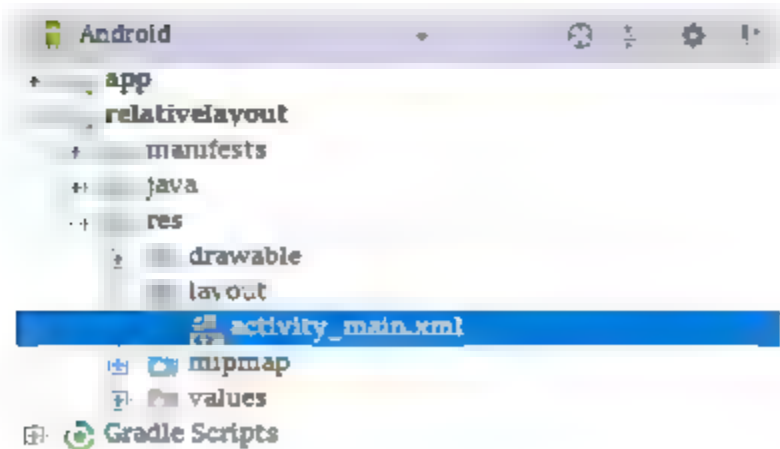 Android
app
relativelayout
manifests
java
res
drawable
layout
activity_main.xml
mipmap
values
Gradle Scripts